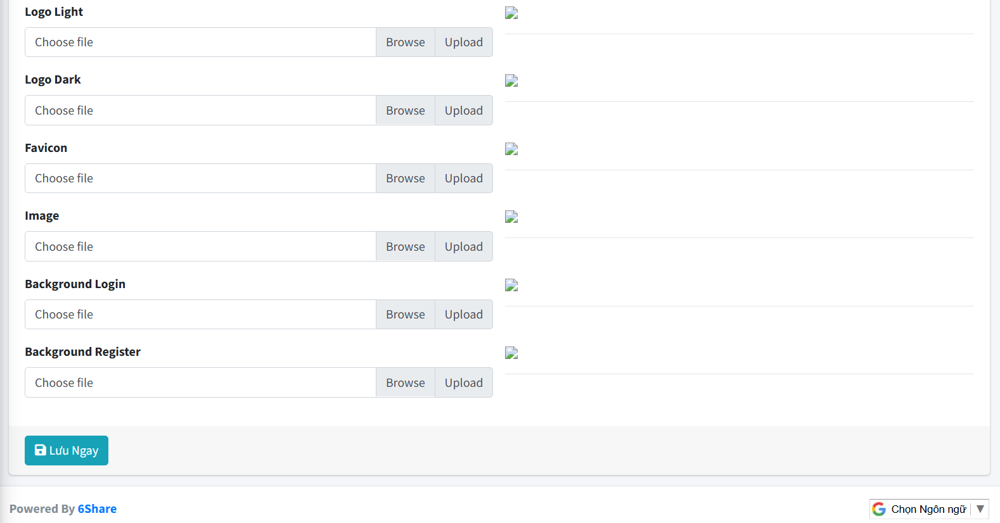 Logo Light
Choose file Browse Upload
Logo Dark
Choose file Browse Upload
Favicon
Choose file Browse Upload
Image
Choose file Browse Upload
Background Login
Choose file Browse Upload
Background Register
Choose file Browse Upload
Lưu Ngay
Powered By 6Share
Chọn Ngôn ngữ ▼